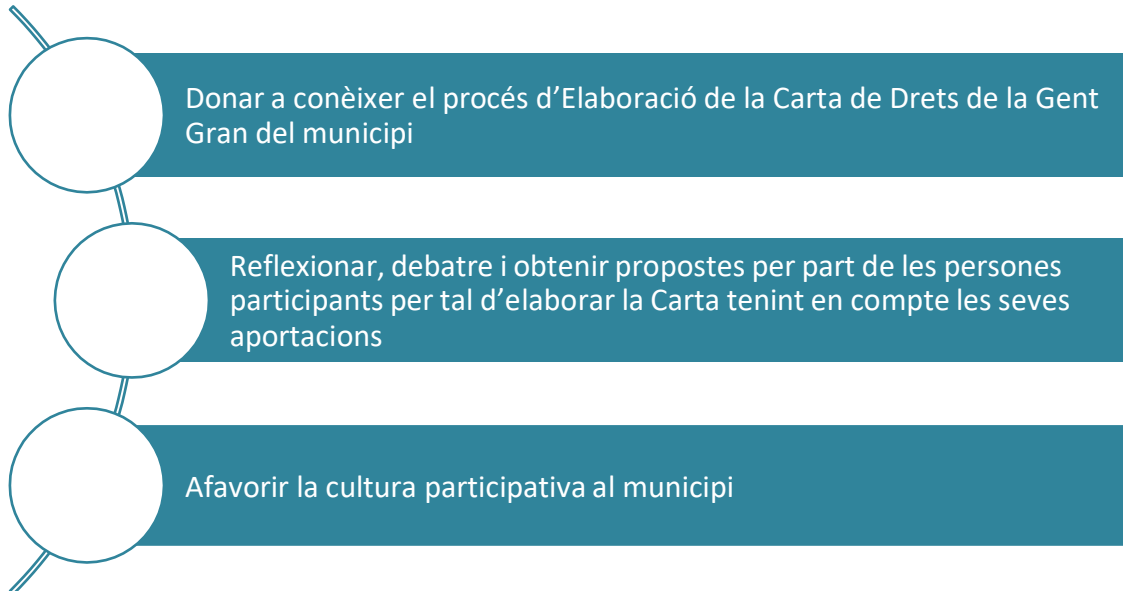 Donar a conèixer el procés d’Elaboració de la Carta de Drets de la Gent
Gran del municipi
Reflexionar, debatre i obtenir propostes per part de les persones
participants per tal d’elaborar la Carta tenint en compte les seves
aportacions
Afavorir la cultura participativa al municipi